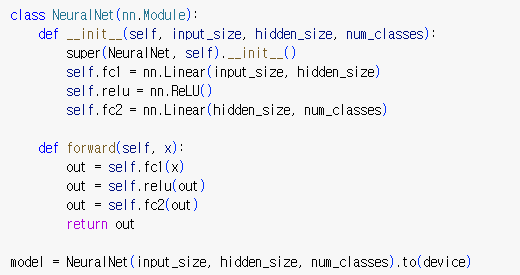 class NeuralNet(nn.Module):
    def __init__(self, input_size, hidden_size, num_classes):
        super(NeuralNet, self).__init__()
        self.fc1 = nn.Linear(input_size, hidden_size)
        self.relu = nn.ReLU()
        self.fc2 = nn.Linear(hidden_size, num_classes)

    def forward(self, x):
        out = self.fc1(x)
        out = self.relu(out)
        out = self.fc2(out)
        return out

model = NeuralNet(input_size, hidden_size, num_classes).to(device)